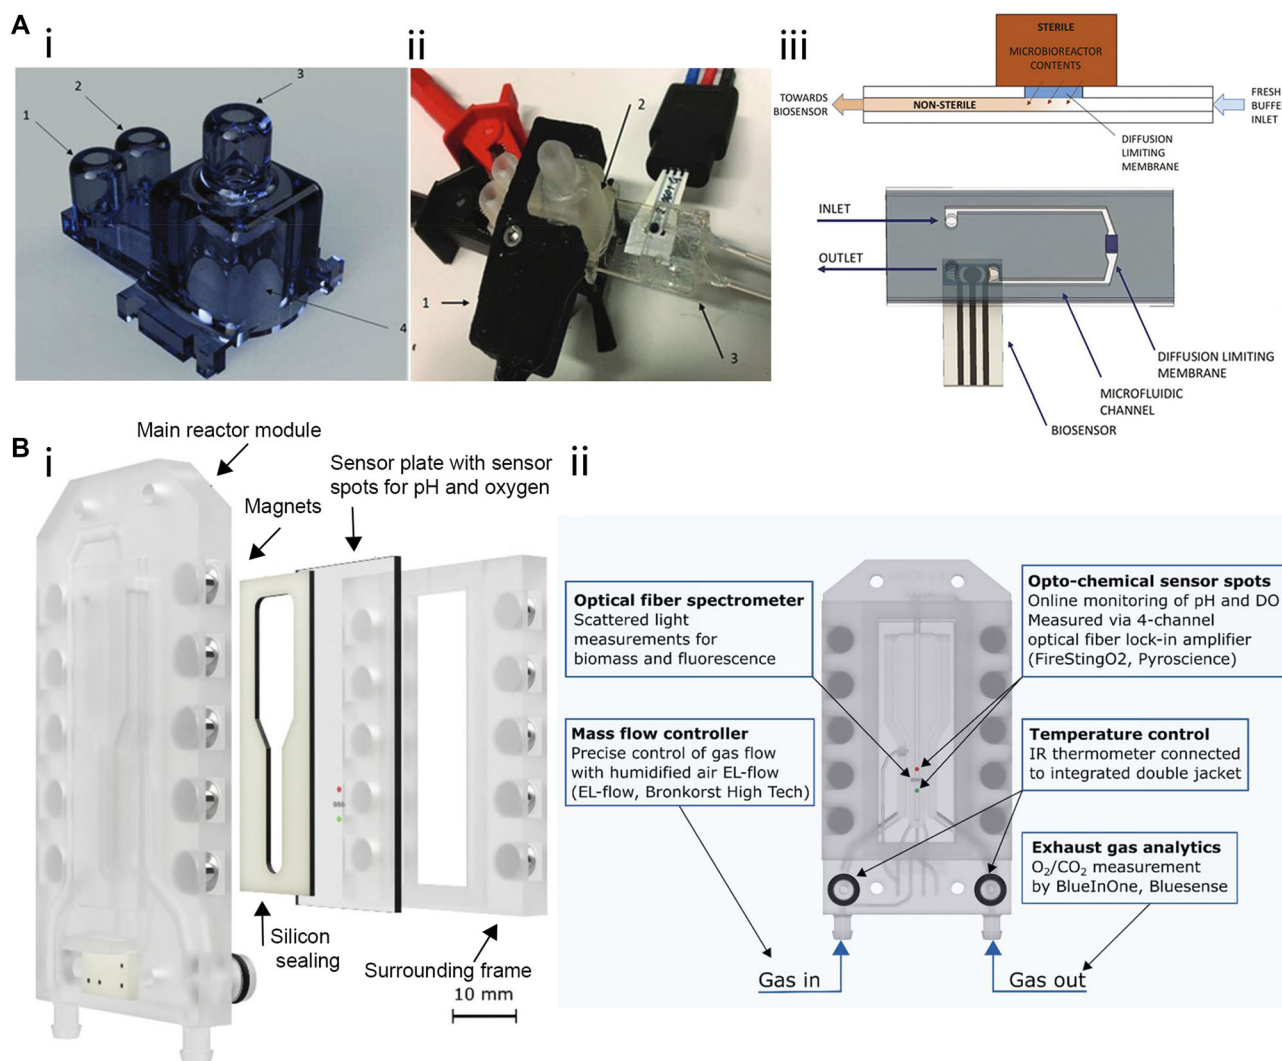 A
i
1
2
3
4
ii
1
2
3
iii
STERILE
MICROBIOREACTOR
CONTENTS
TOWARDS
BIOSENSOR
NON-STERILE
FRESH
BUFFE
INLET
DIFFUSION
LIMITING
MEMBRANE
INLET
OUTLET
DIFFUSION LIMITING
MEMBRANE
MICROFLUIDIC
CHANNEL
BIOSENSOR
B
i
Main reactor module
Magnets
Sensor plate with sensor
spots for pH and oxygen
Silicon
sealing
Surrounding frame
10 mm
ii
Optical fiber spectrometer
Scattered light
measurements for
biomass and fluorescence
Mass flow controller
Precise control of gas flow
with humidified air EL-flow
(EL-flow, Bronkorst High Tech)
Opto-chemical sensor spots
Online monitoring of pH and DO
Measured via 4-channel
optical fiber lock-in amplifier
(FireStingO2, Pyroscience)
Temperature control
IR thermometer connected
to integrated double jacket
Exhaust gas analytics
O₂/CO₂ measurement
by BlueInOne, Bluesense
Gas in
Gas out